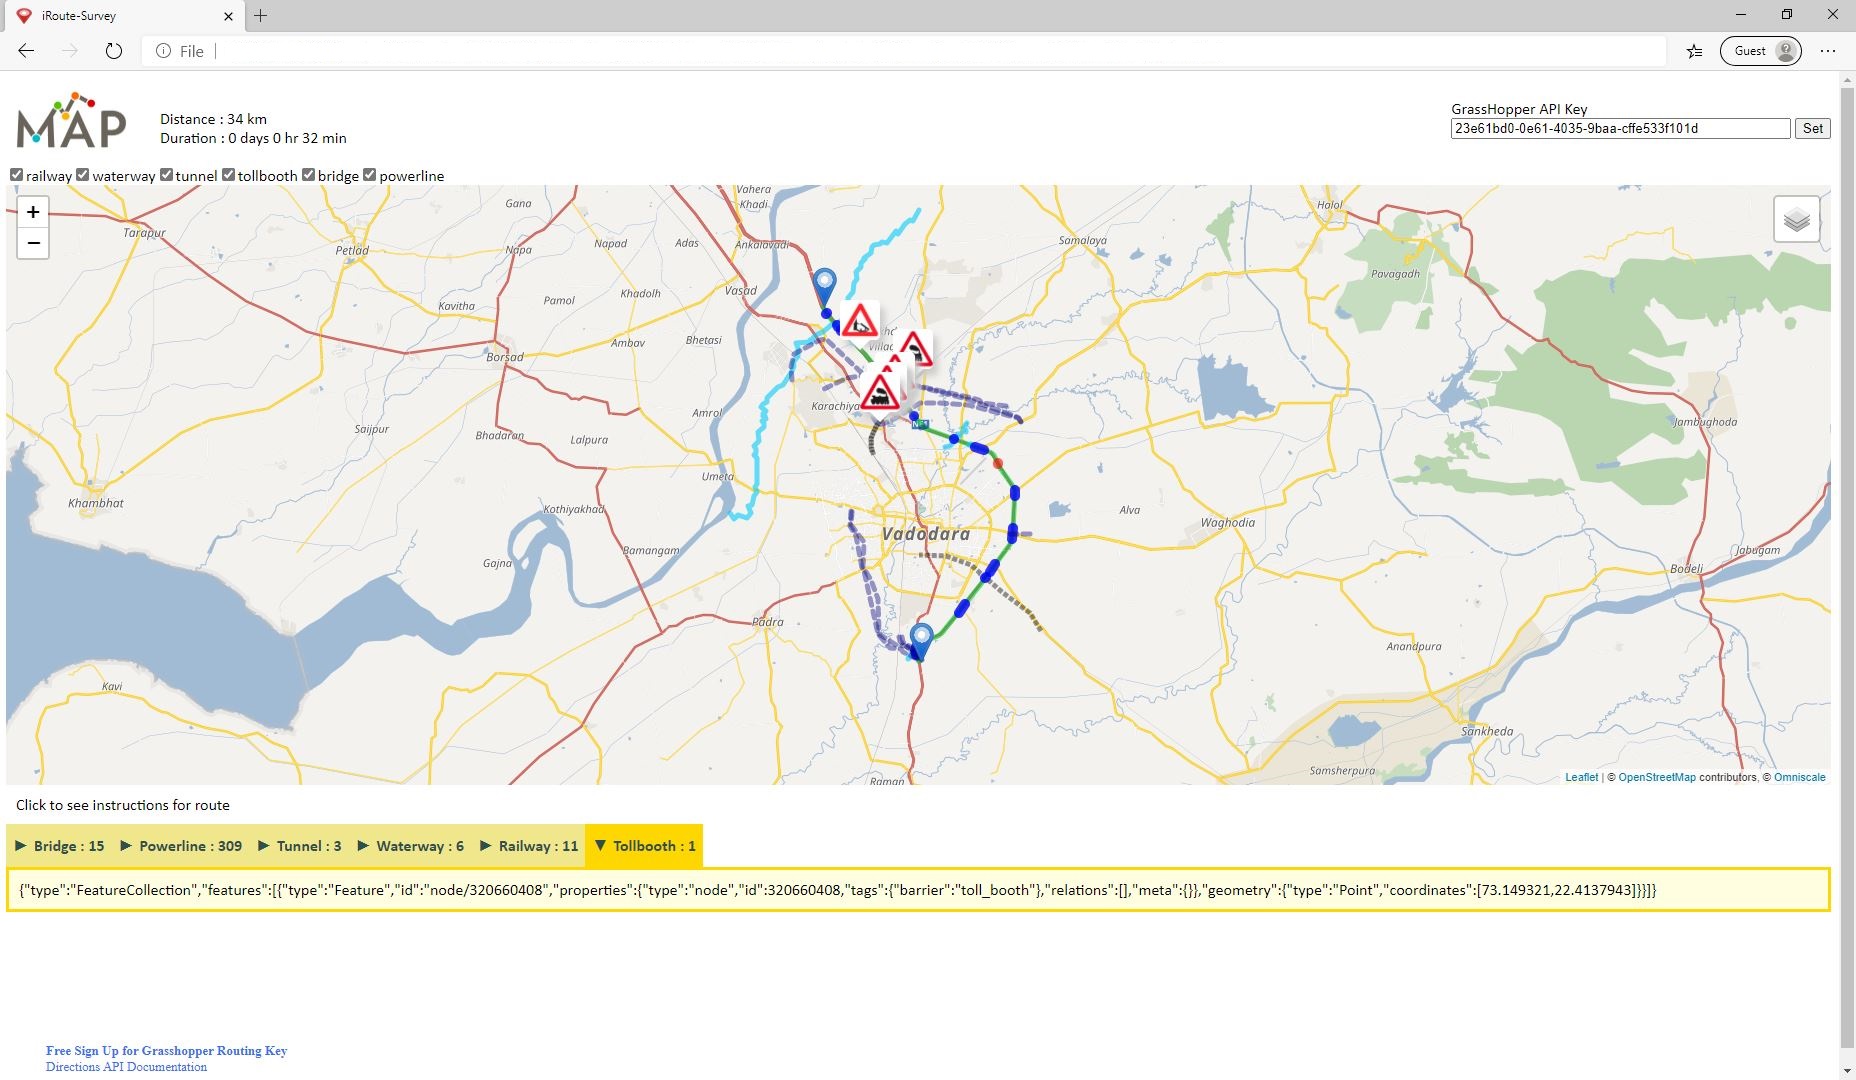 iRoute-Survey
File
Guest
MAP
Distance : 34 km
Duration : 0 days 0 hr 32 min
GrassHopper API Key
23e61bd0-0e61-4035-9baa-cffe533f101d
Set
railway waterway tunnel tollbooth bridge powerline
+
−
Vahera Khadi
Gana
Halol
Tarapur
Petlad
Napa
Napad
Adas
Ankalavadi
Samalaya
Pavagadh
Vasad
Khadolh
Pamol
Kavitha
Ambav
Bhetasi
Borsad
Karachiya
Amrol
Jambughoda
Saijpur
Bhadaran
Lalpura
Umeta
Khambhat
Kothiyakhad
Alva
Waghodia
Vadodara
Bamangam
Gajna
Jabugam
Bodeli
Padra
Anandpura
Kavi
Sankheda
Samsherpura
Raman
Leaflet | © OpenStreetMap contributors, © Omniscale
Click to see instructions for route
Bridge : 15 Powerline : 309 Tunnel : 3 Waterway : 6 Railway : 11 Tollbooth : 1
{"type":"FeatureCollection","features":[{"type":"Feature","id":"node/320660408","properties":{"type":"node","id":320660408,"tags":{"barrier":"toll_booth"},"relations":[],"meta":{}},"geometry":{"type":"Point","coordinates":[73.149321,22.4137943]}}]}
Free Sign Up for Grasshopper Routing Key
Directions API Documentation